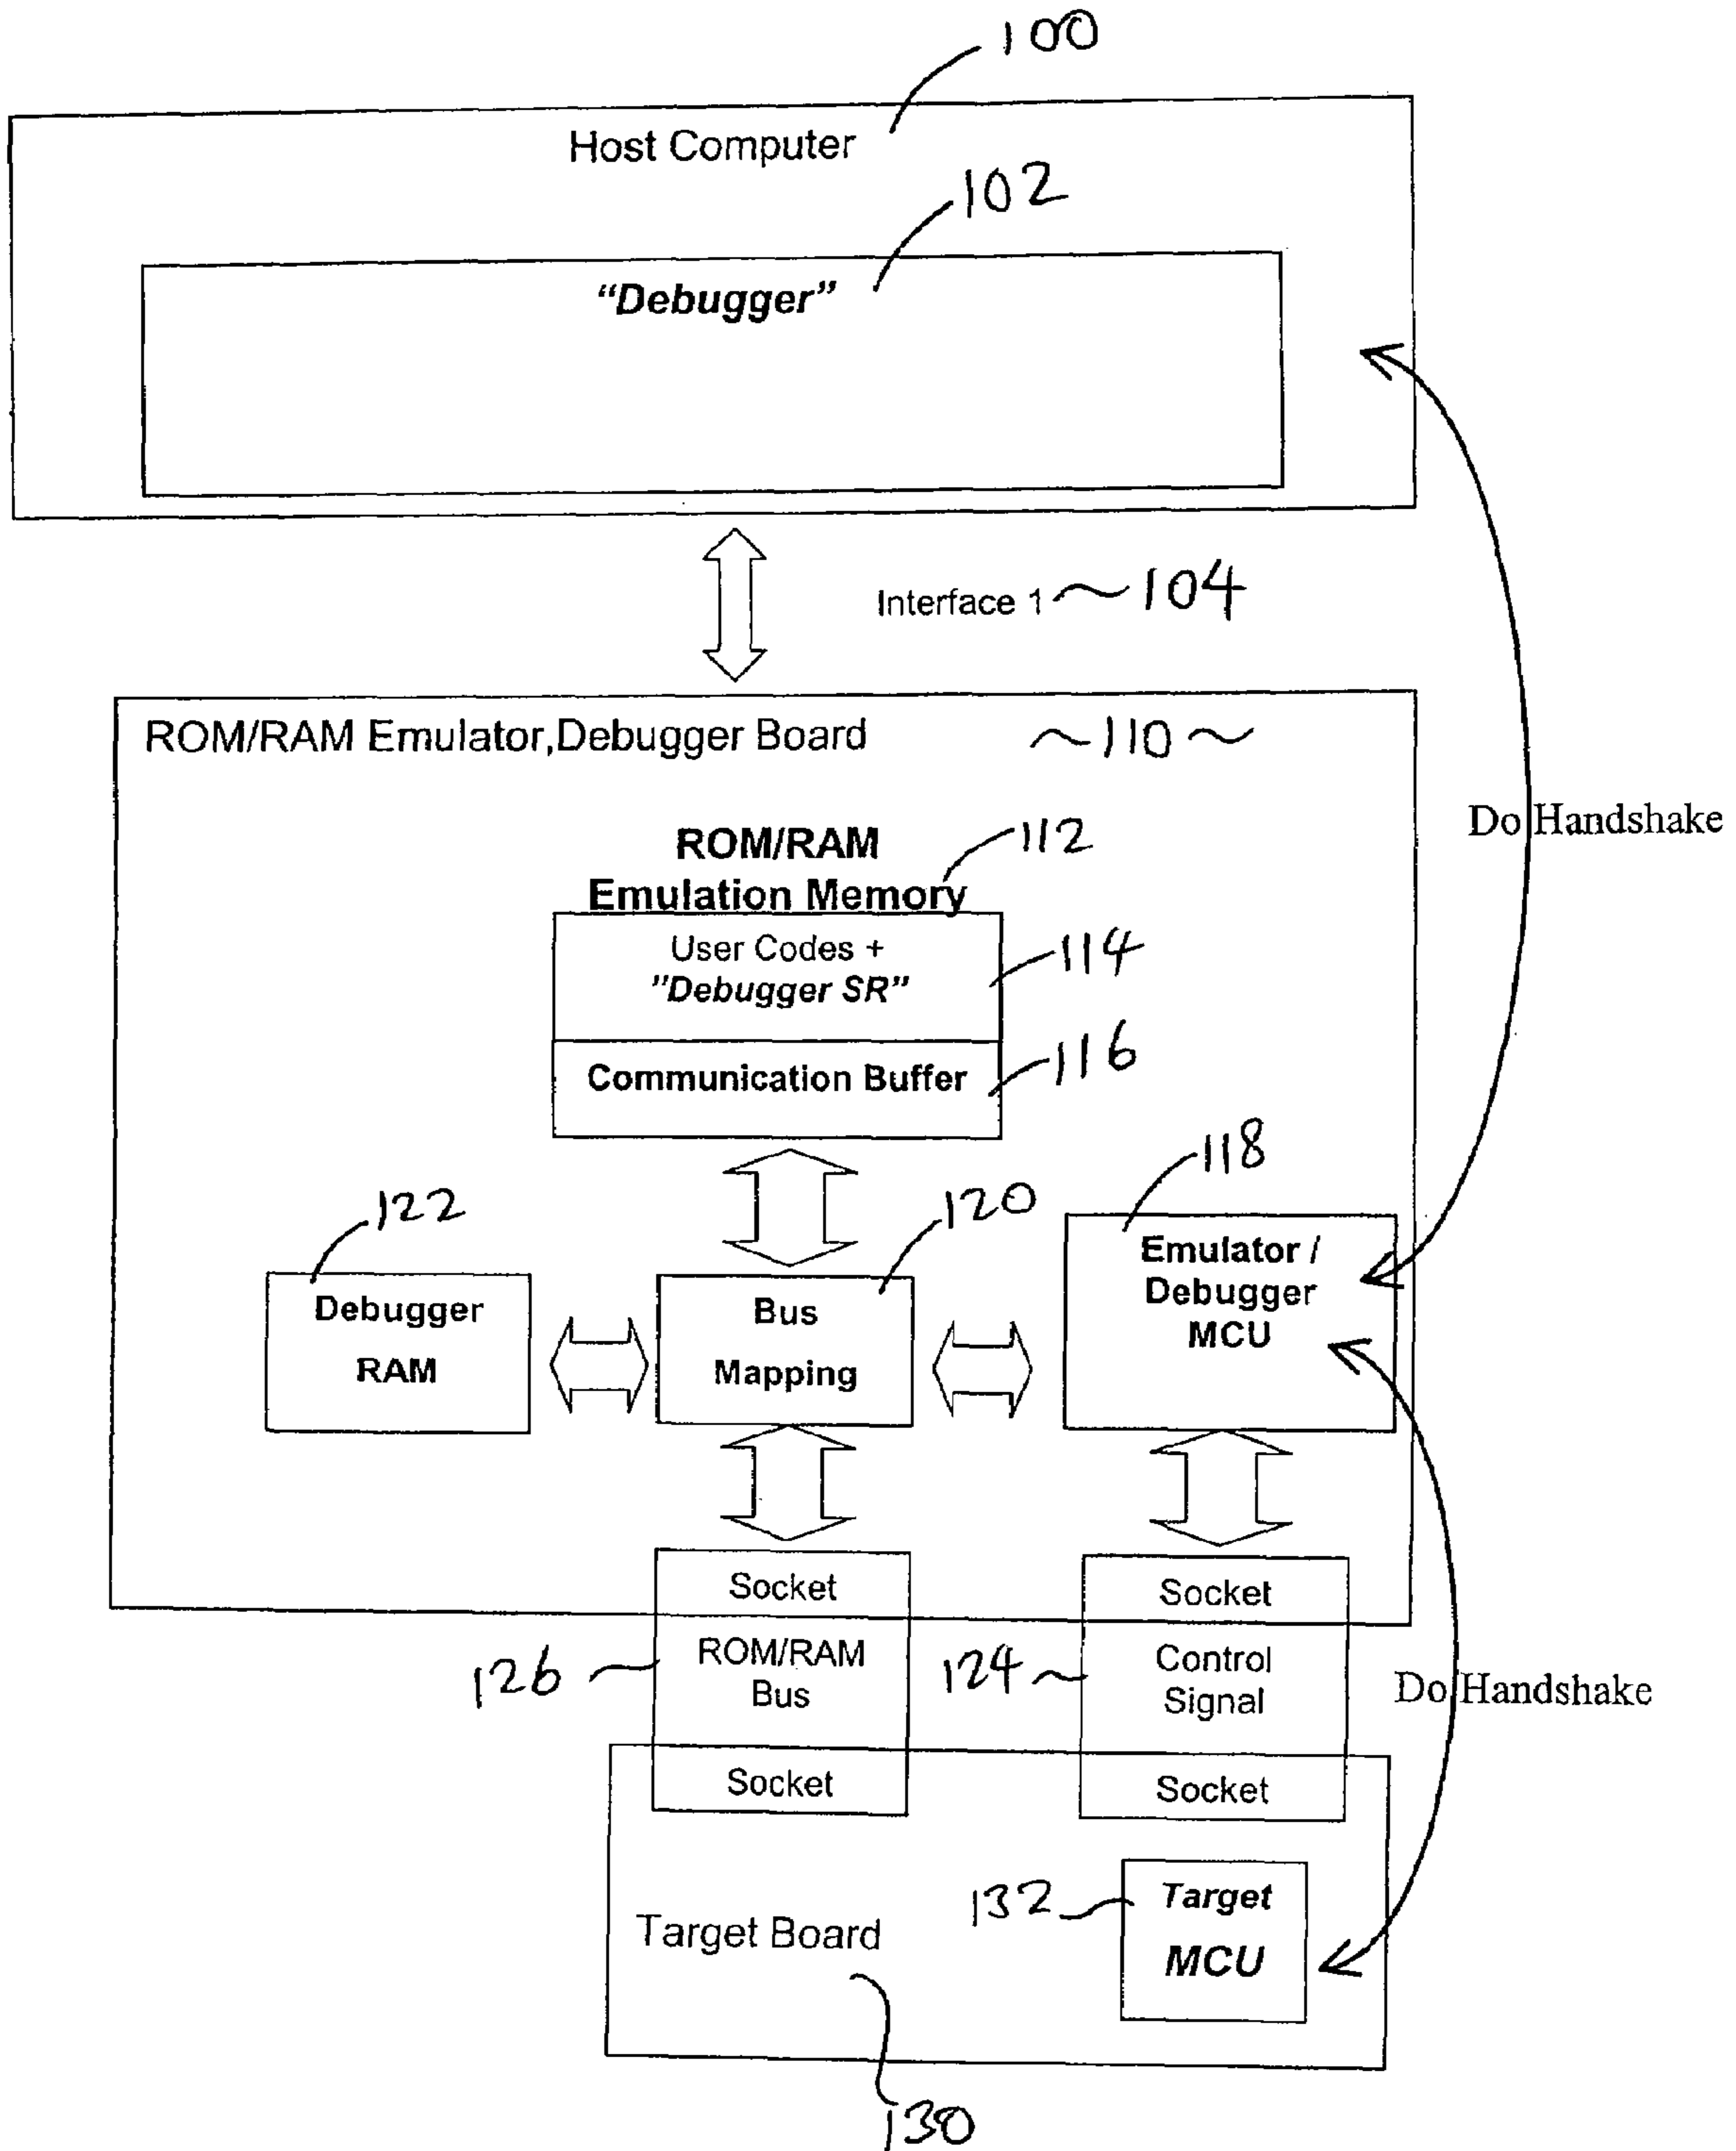 100
Host Computer
102
“Debugger”
Interface 1 ~ 104
ROM/RAM Emulator,Debugger Board ~110~
Do Handshake
ROM/RAM
Emulation Memory
112
User Codes +
”Debugger SR”
114
Communication Buffer
116
118
122
120
Emulator /
Debugger
MCU
Debugger
RAM
Bus
Mapping
Socket
Socket
126
ROM/RAM
Bus
124
Control
Signal
Do Handshake
Socket
Socket
132
Target
MCU
Target Board
130